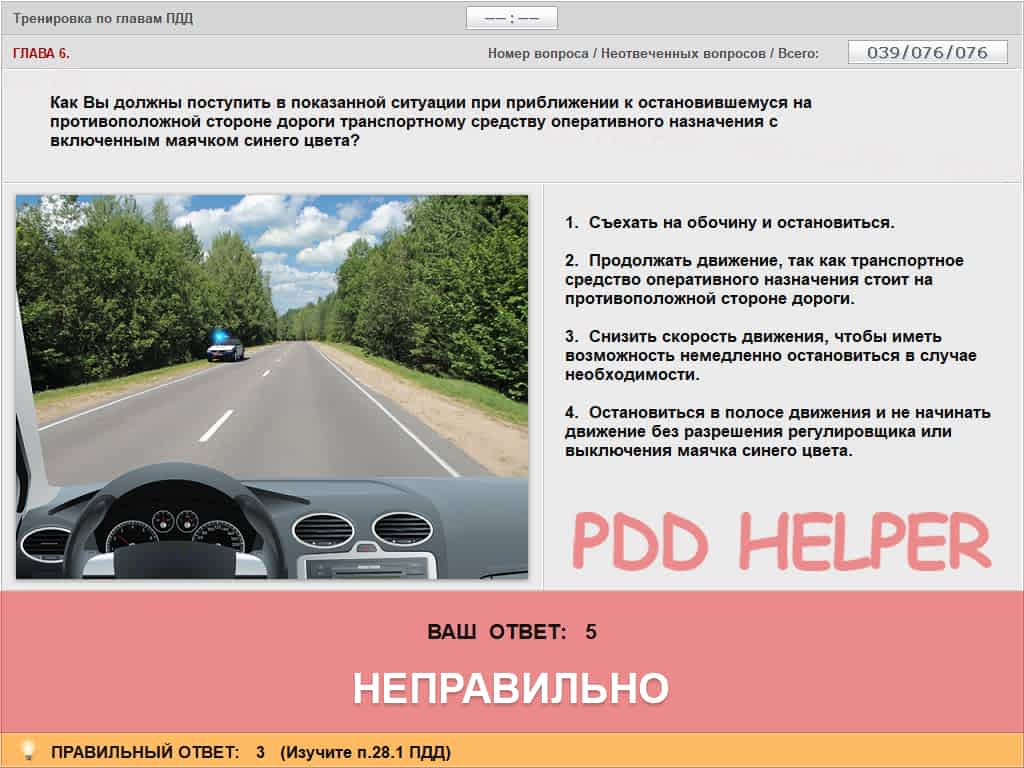 Тренировка по главам ПДД
—— : ——
ГЛАВА 6.
Номер вопроса / Неотвеченных вопросов / Всего:
039/076/076
Как Вы должны поступить в показанной ситуации при приближении к остановившемуся на
противоположной стороне дороги транспортному средству оперативного назначения с
включенным маячком синего цвета?
1. Съехать на обочину и остановиться.
2. Продолжать движение, так как транспортное
средство оперативного назначения стоит на
противоположной стороне дороги.
3. Снизить скорость движения, чтобы иметь
возможность немедленно остановиться в случае
необходимости.
4. Остановиться в полосе движения и не начинать
движение без разрешения регулировщика или
выключения маячка синего цвета.
PDD HELPER
ВАШ ОТВЕТ: 5
НЕПРАВИЛЬНО
ПРАВИЛЬНЫЙ ОТВЕТ: 3 (Изучите п.28.1 ПДД)